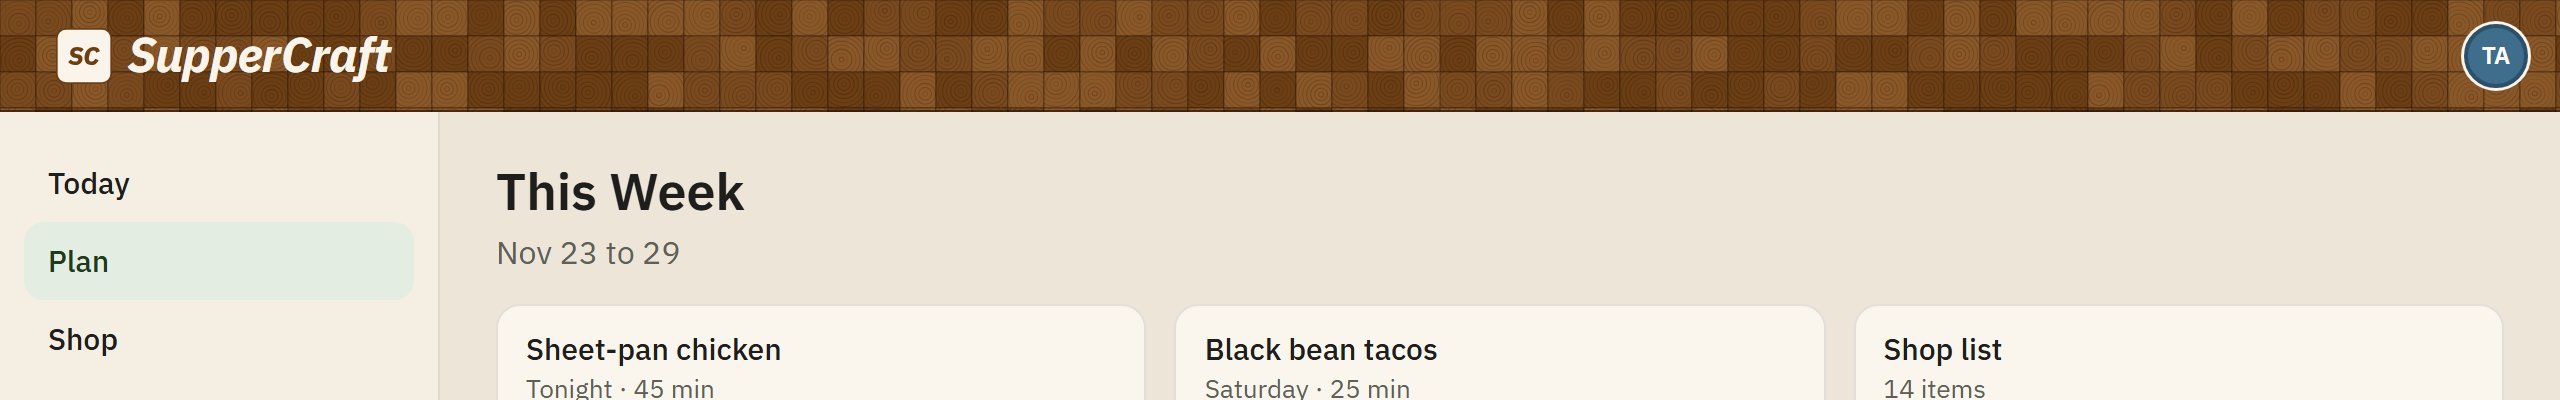 SC SupperCraft
TA
Today
Plan
Shop
This Week
Nov 23 to 29
Sheet-pan chicken
Tonight · 45 min
Black bean tacos
Saturday · 25 min
Shop list
14 items